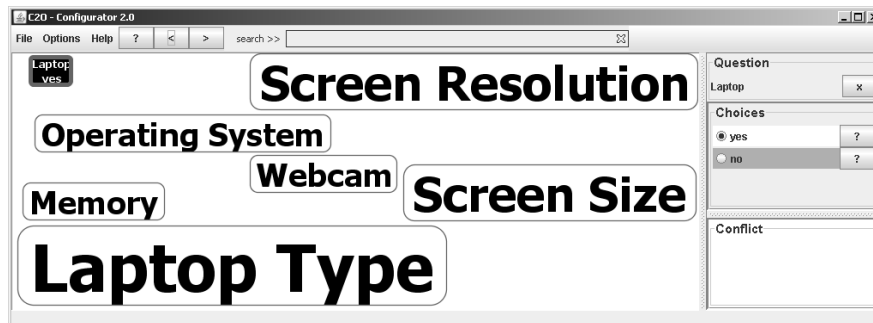 C2O - Configurator 2.0
File Options Help ? < > search >>
Laptop
yes
Screen Resolution
Operating System
Webcam
Screen Size
Memory
Laptop Type
Question
Laptop x
Choices
yes ?
no ?
Conflict